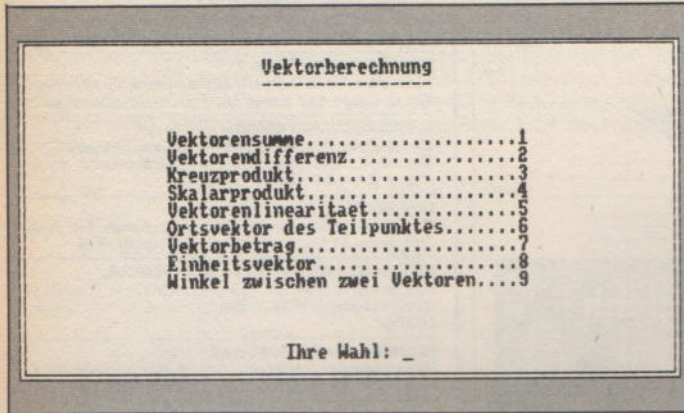 Vektorberechnung
Vektorensumme....................1
Vektorendifferenz................2
Kreuzprodukt.....................3
Skalarprodukt....................4
Vektorenlinearitaet..............5
Ortsvektor des Teilpunktes.......6
Vektorbetrag.....................7
Einheitsvektor...................8
Winkel zwischen zwei Vektoren....9
Ihre Wahl: _